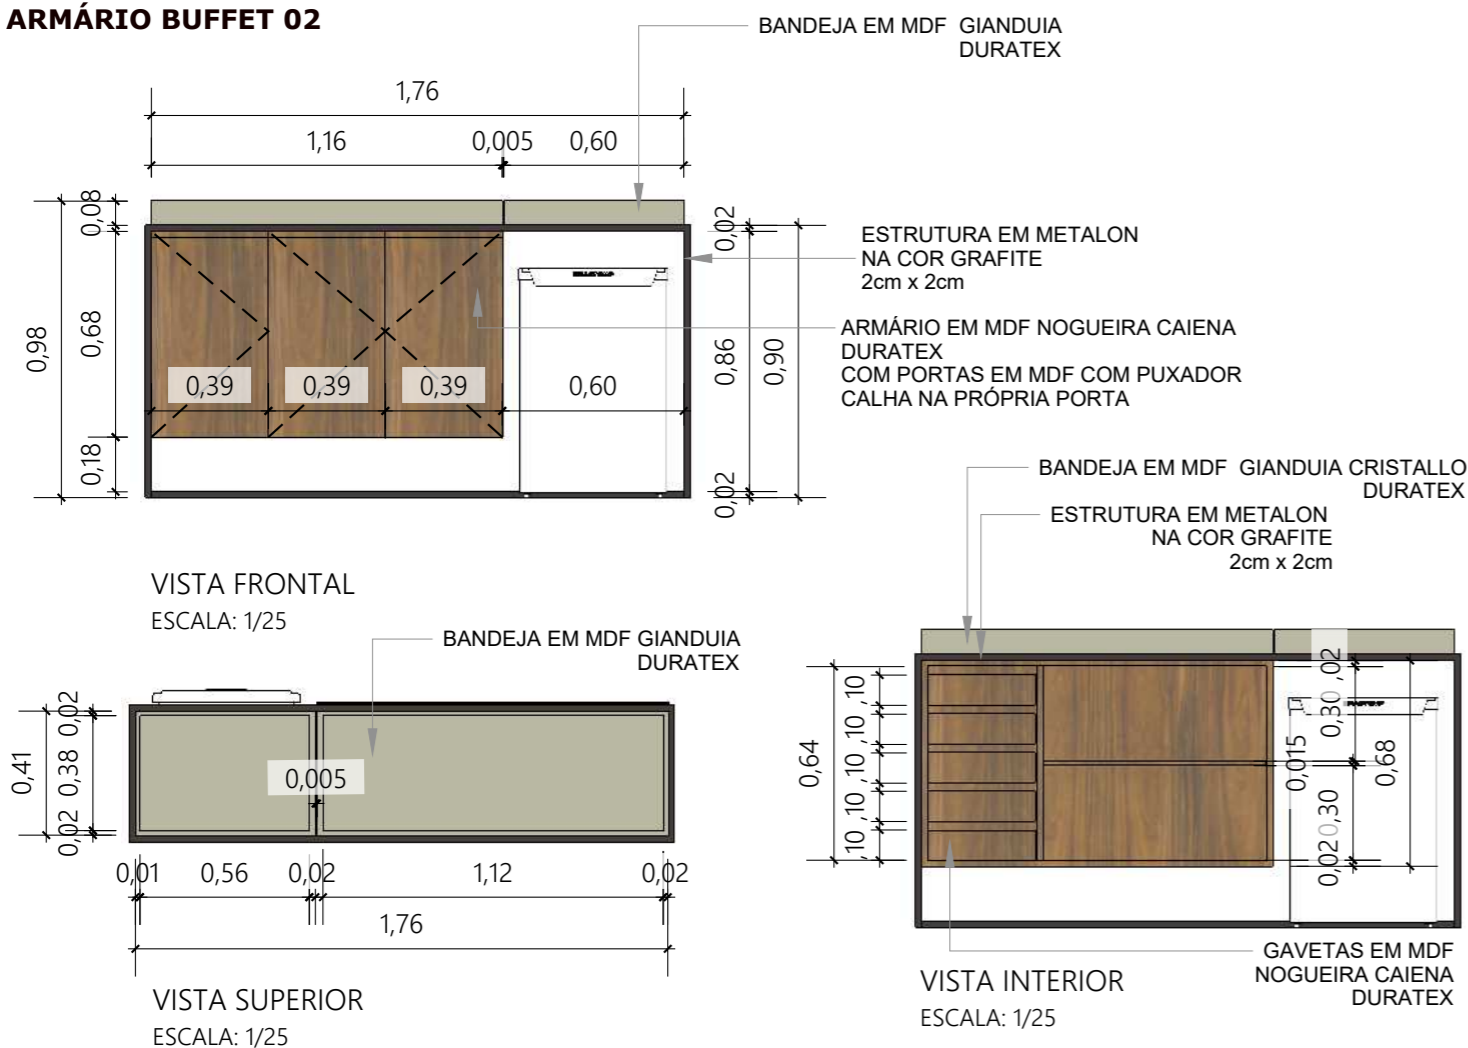 ARMÁRIO BUFFET 02
BANDEJA EM MDF GIANDUIA
DURATEX
1,76
1,16
0,005
0,60
0,08
0,98
0,68
0,18
0,39
0,39
0,39
0,60
0,02
0,86
0,90
0,02
ESTRUTURA EM METALON
NA COR GRAFITE
2cm x 2cm
ARMÁRIO EM MDF NOGUEIRA CAIENA
DURATEX
COM PORTAS EM MDF COM PUXADOR
CALHA NA PRÓPRIA PORTA
VISTA FRONTAL
ESCALA: 1/25
BANDEJA EM MDF GIANDUIA
DURATEX
0,41
0,02
0,38
0,02
0,005
0,01
0,56
0,02
1,12
0,02
1,76
VISTA SUPERIOR
ESCALA: 1/25
BANDEJA EM MDF GIANDUIA CRISTALLO
DURATEX
ESTRUTURA EM METALON
NA COR GRAFITE
2cm x 2cm
0,64
,10
,10
,10
,10
,10
,02
0,30
0,015
0,68
0,30
0,02
GAVETAS EM MDF
NOGUEIRA CAIENA
DURATEX
VISTA INTERIOR
ESCALA: 1/25